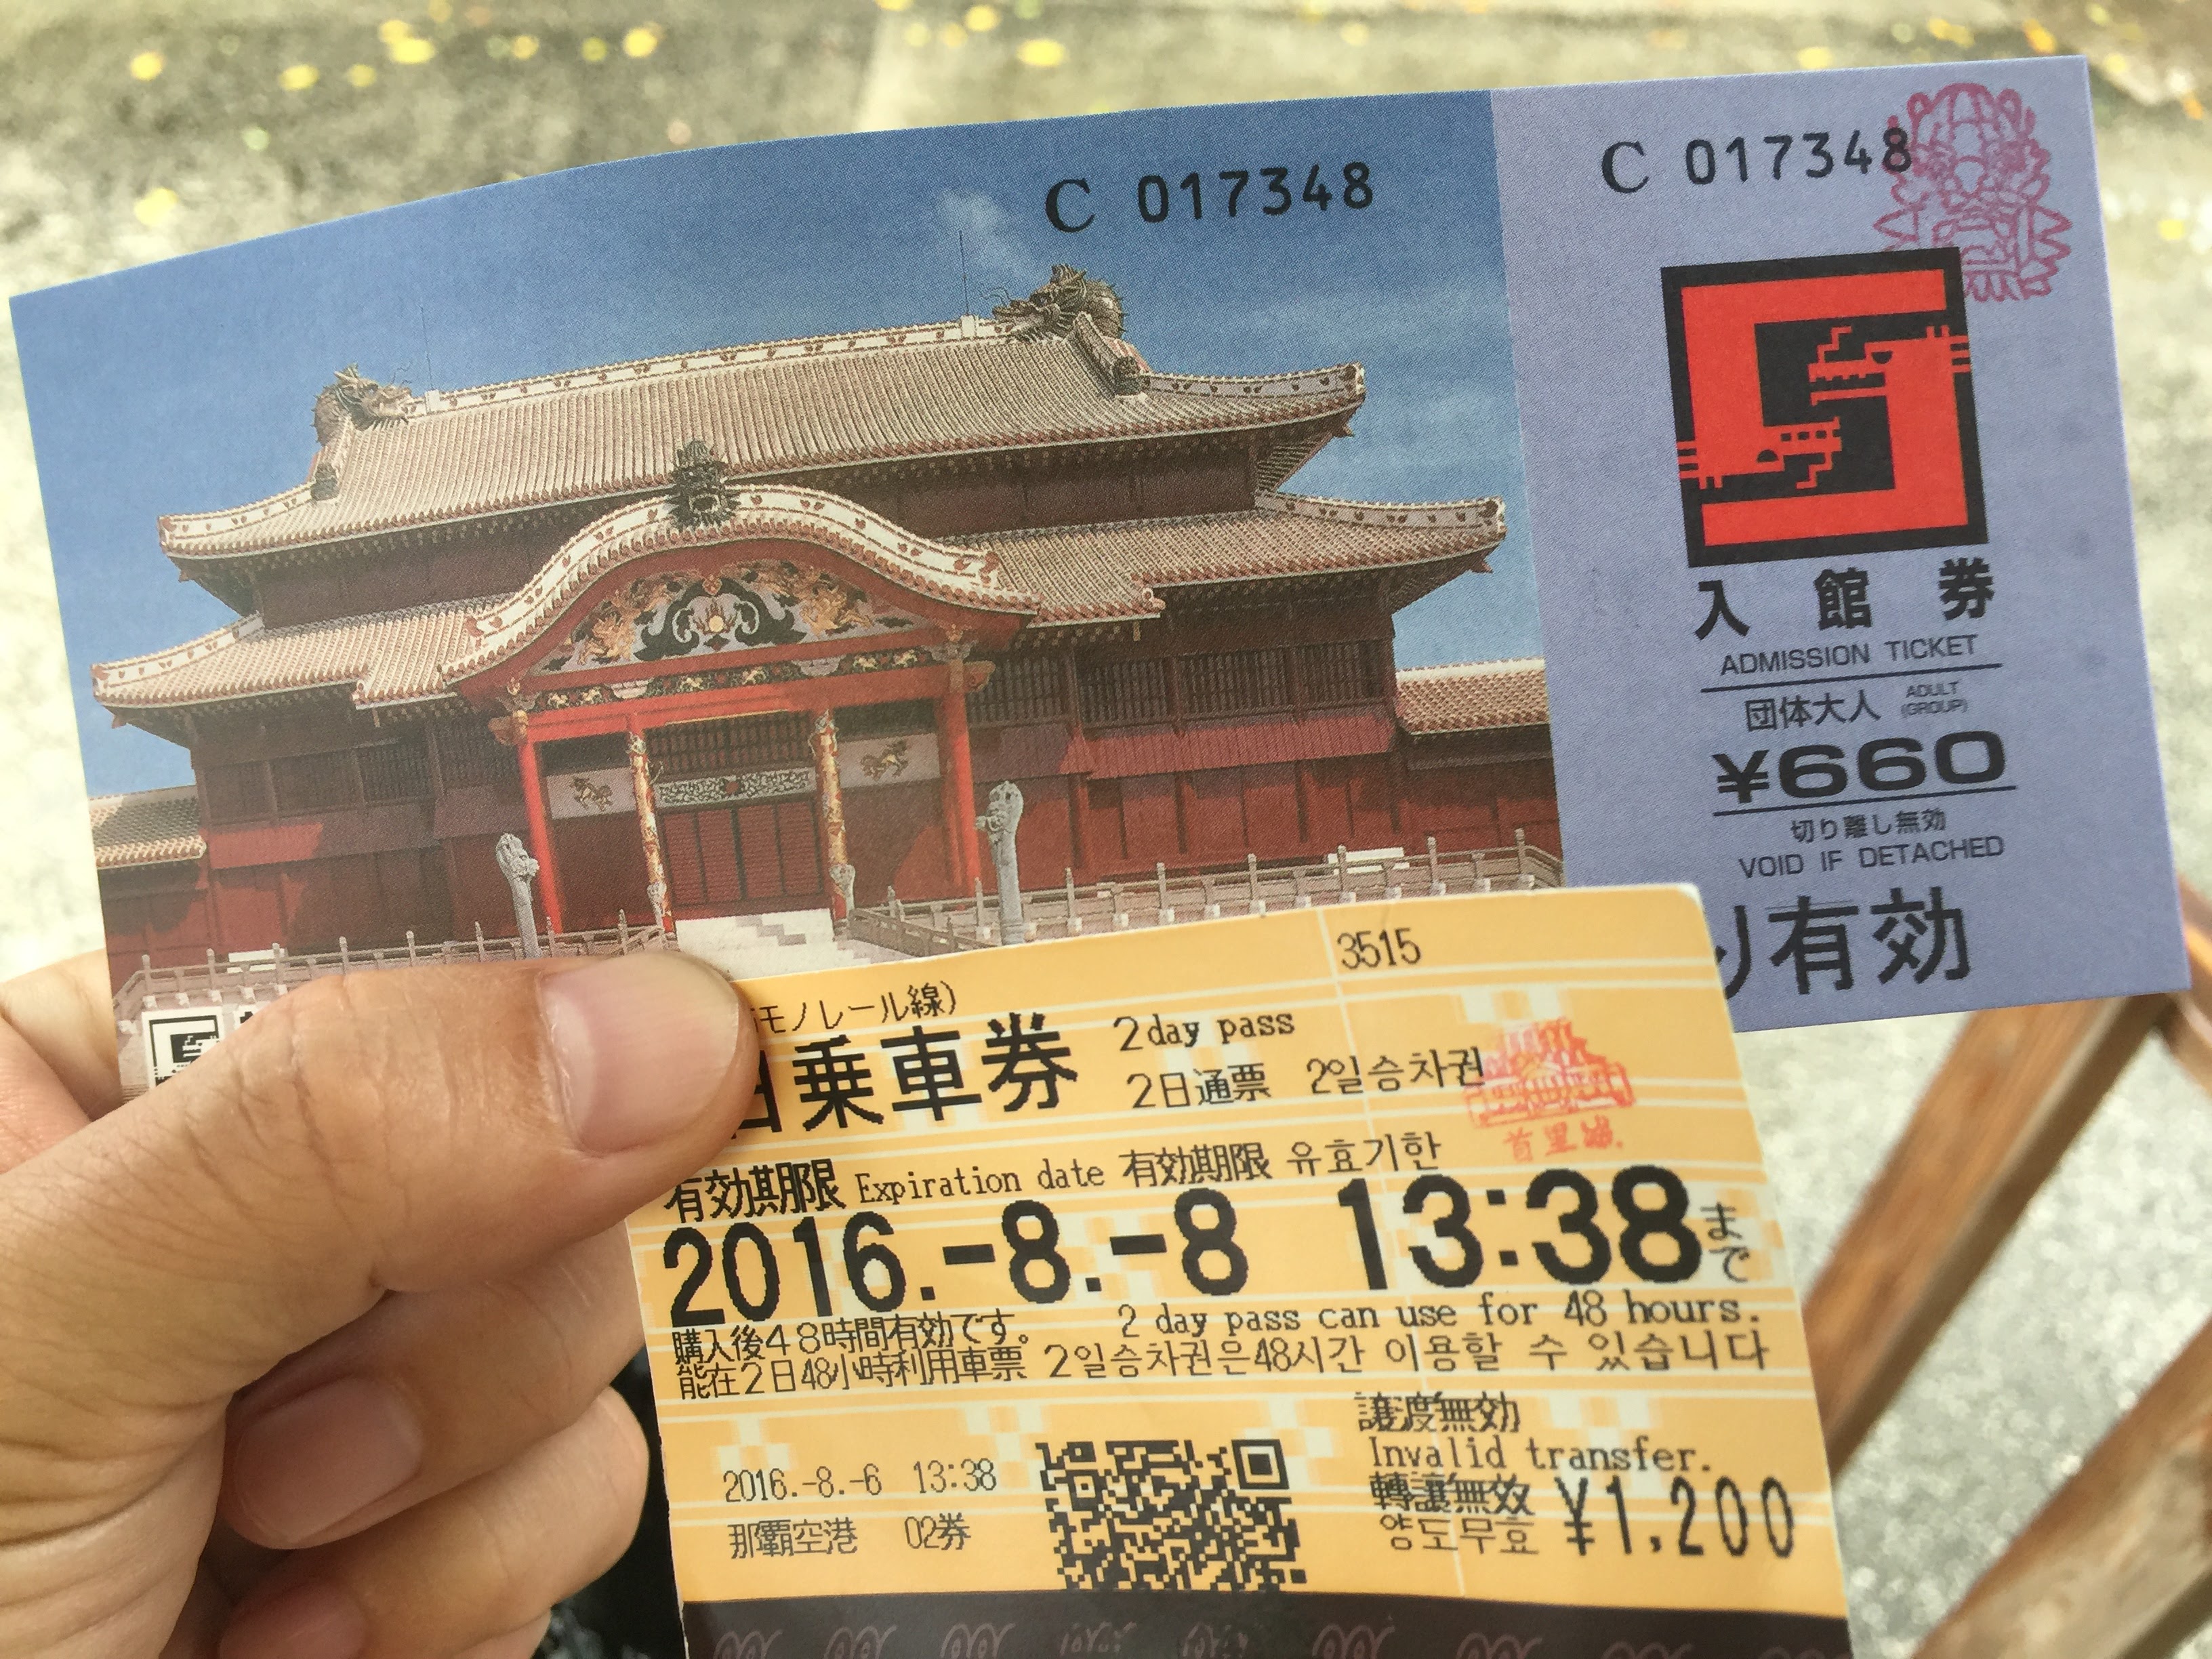 C 017348
C 017348
入館券
ADMISSION TICKET
団体大人 ADULT (GROUP)
¥660
切り離し無効
VOID IF DETACHED
り有効
3515
モノレール線)
日乗車券 2day pass
2日通票 2일승차권
首里城
有効期限 Expiration date 有効期限 유효기한
2016.-8.-8 13:38まで
購入後48時間有効です。 2 day pass can use for 48 hours.
能在2日48小時利用車票 2일승차권은48시간 이용할 수 있습니다
譲渡無効
Invalid transfer.
2016.-8.-6 13:38
轉讓無效 ¥1,200
那覇空港 02券
양도무효